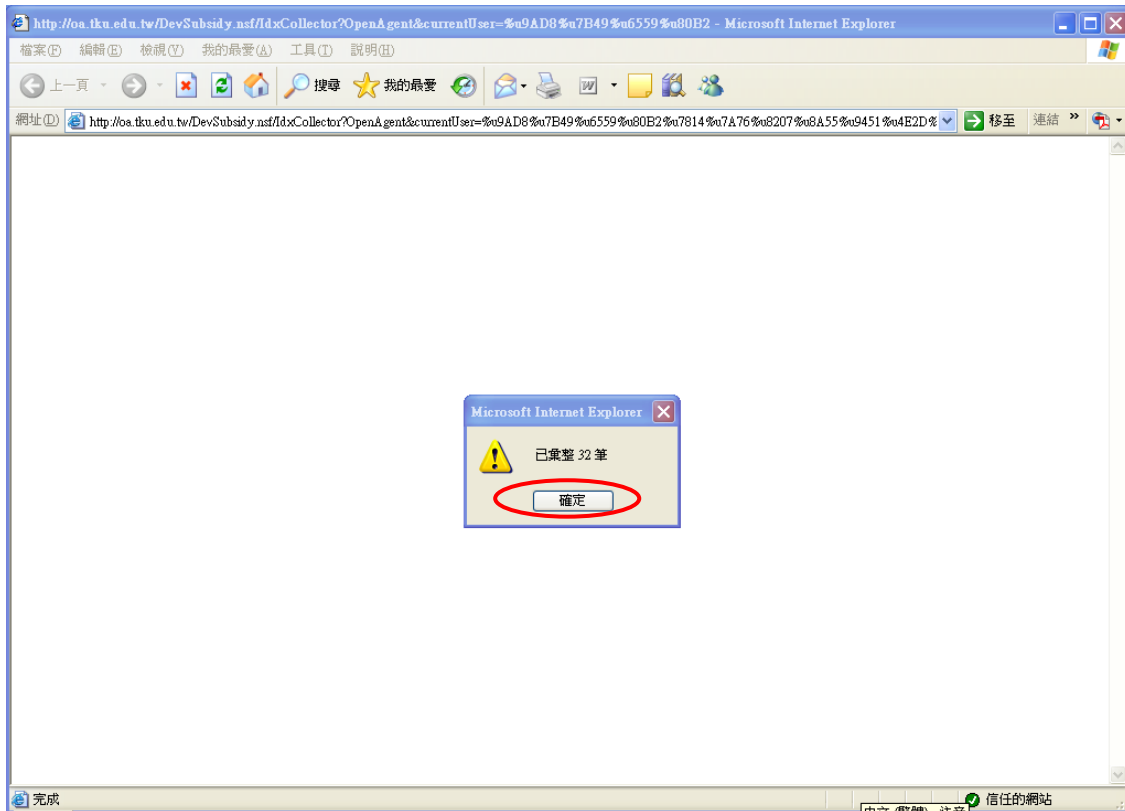 http://oa.tku.edu.tw/DevSubsidy.nsf/IdxCollector?OpenAgent&currentUser=%u9AD8%u7B49%u6559%u80B2 - Microsoft Internet Explorer
檔案(F) 編輯(E) 檢視(V) 我的最愛(A) 工具(T) 說明(H)
上一頁 搜尋 我的最愛
網址(D) http://oa.tku.edu.tw/DevSubsidy.nsf/IdxCollector?OpenAgent&currentUser=%u9AD8%u7B49%u6559%u80B2%u7814%u7A76%u8207%u8A55%u9451%u4E2D% 移至 連結 »
Microsoft Internet Explorer
已彙整 32 筆
確定
完成 信任的網站